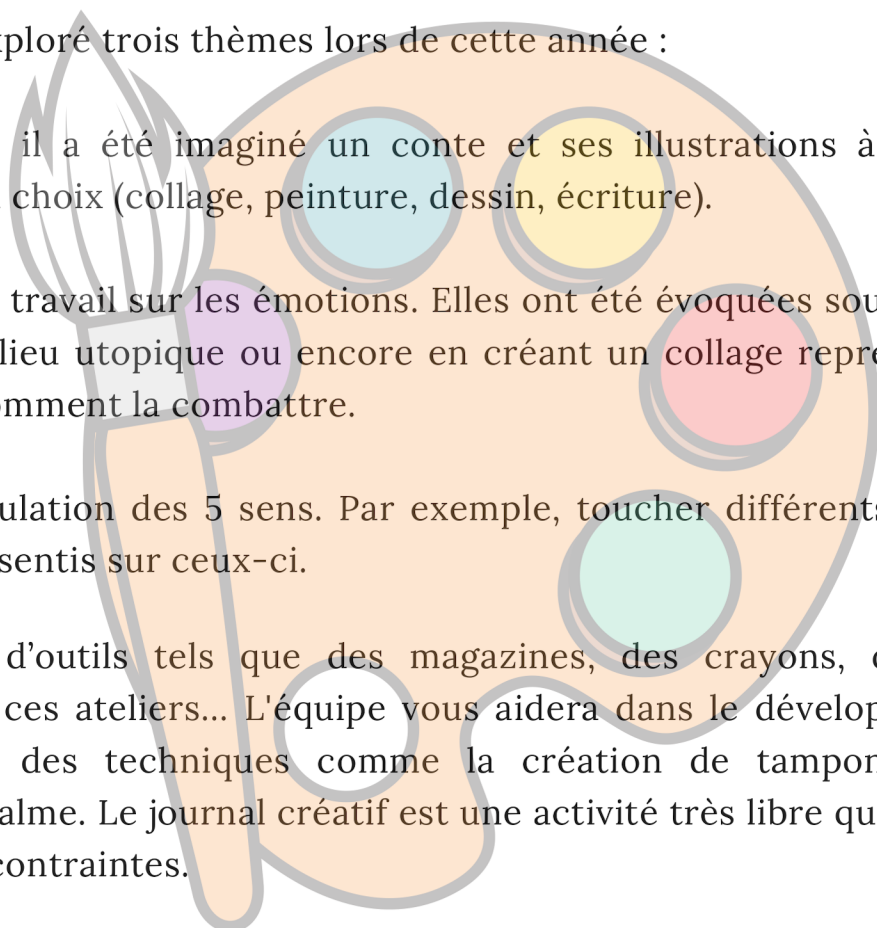 xploré trois thèmes lors de cette année :
il a été imaginé un conte et ses illustrations à
choix (collage, peinture, dessin, écriture).
travail sur les émotions. Elles ont été évoquées sou
lieu utopique ou encore en créant un collage repré
omment la combattre.
ulation des 5 sens. Par exemple, toucher différents
sentis sur ceux-ci.
d’outils tels que des magazines, des crayons,
ces ateliers... L'équipe vous aidera dans le dévelop
des techniques comme la création de tampon
alme. Le journal créatif est une activité très libre qu
contraintes.